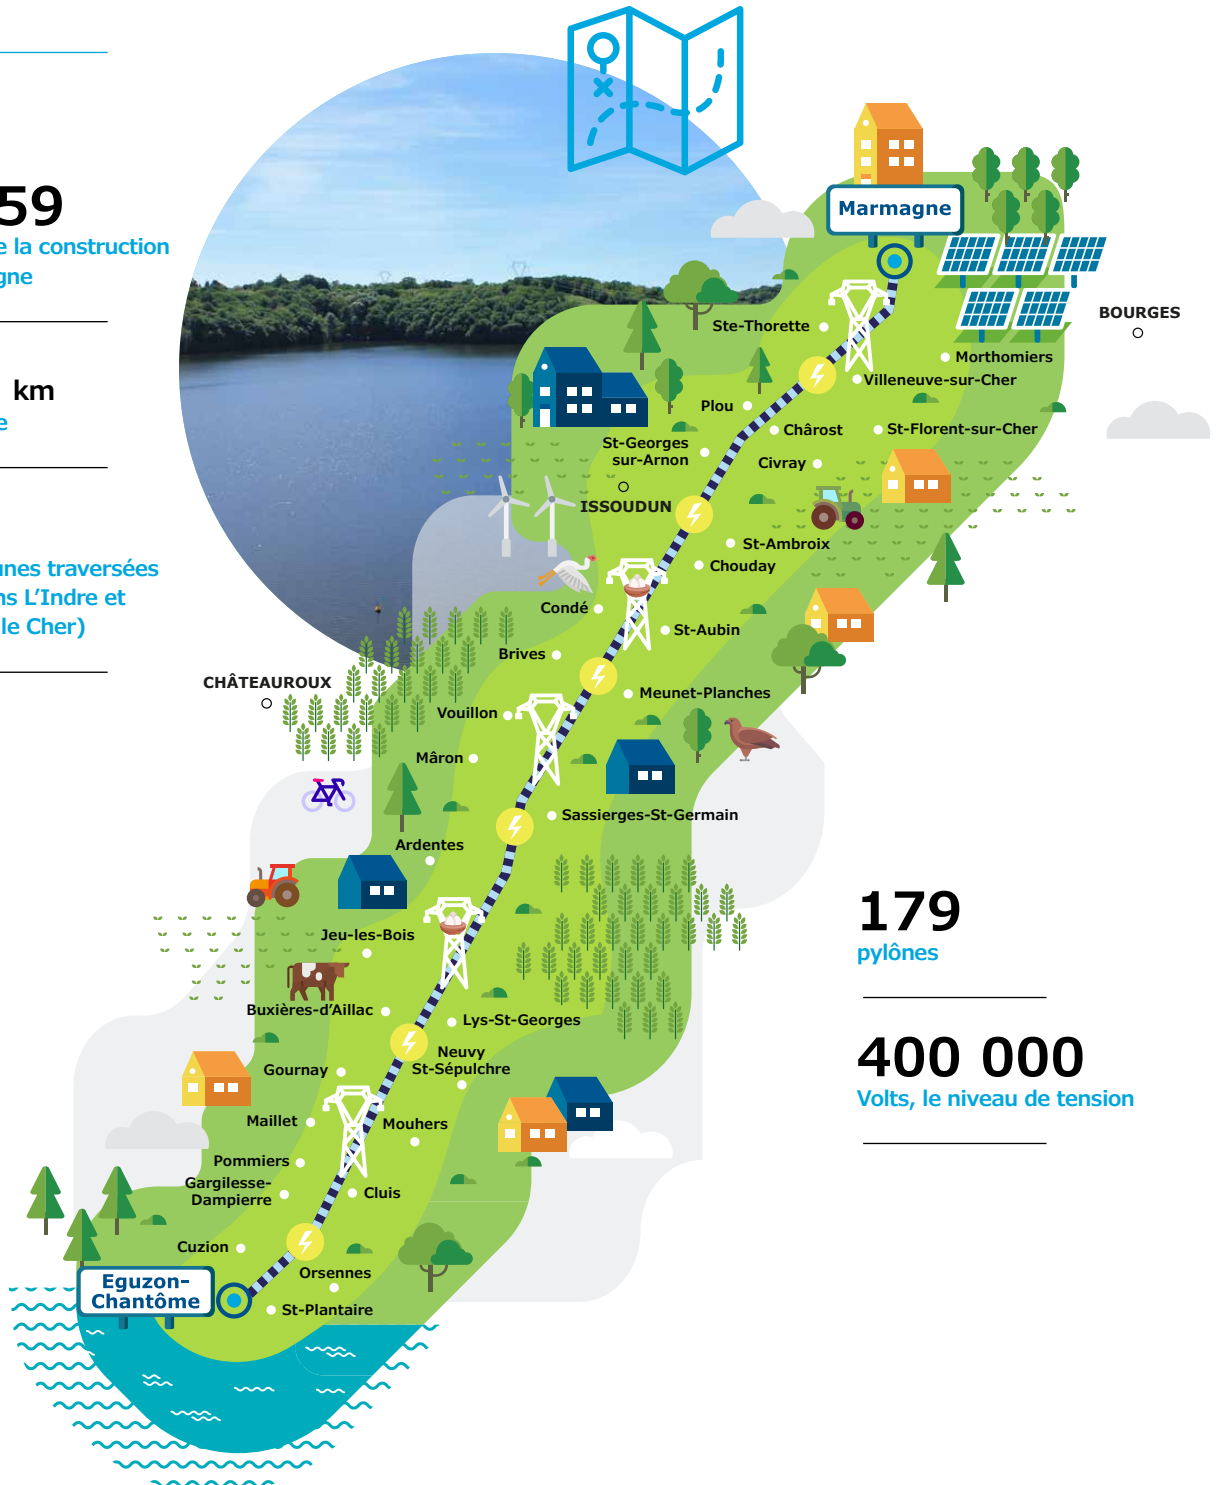 59
e la construction
gne
km
e
unes traversées
ns L'Indre et
le Cher)
Marmagne
BOURGES
Ste-Thorette
Morthomiers
Villeneuve-sur-Cher
Plou
Chârost
St-Florent-sur-Cher
St-Georges
sur-Arnon
Civray
ISSOUDUN
St-Ambroix
Chouday
Condé
St-Aubin
Brives
CHÂTEAUROUX
Meunet-Planches
Vouillon
Mâron
Sassierges-St-Germain
Ardentes
Jeu-les-Bois
Buxières-d'Aillac
Lys-St-Georges
Neuvy
St-Sépulchre
Gournay
Maillet
Mouhers
Pommiers
Gargilesse-
Dampierre
Cluis
Cuzion
Orsennes
Eguzon-
Chantôme
St-Plantaire
179
pylônes
400 000
Volts, le niveau de tension